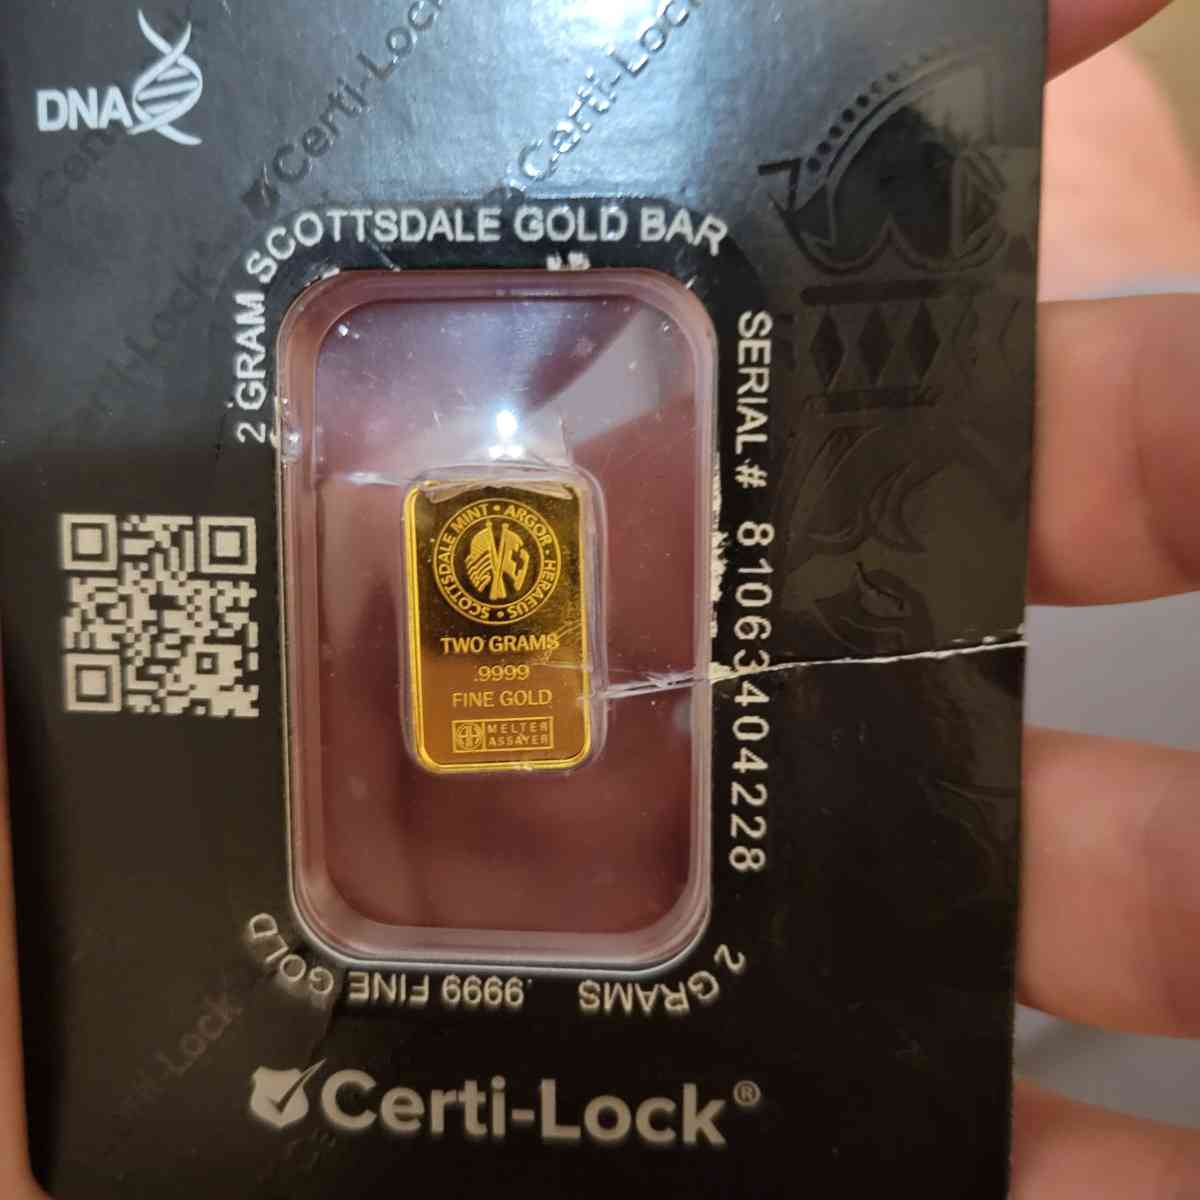 DNA
Certi-Lock
Certi-Lock
2 GRAM SCOTTSDALE GOLD BAR
SERIAL # 81063404228
SCOTTSDALE MINT • ARGOR • HERAEUS •
TWO GRAMS
.9999
FINE GOLD
MELTER
ASSAYER
2 GRAMS .9999 FINE GOLD
Certi-Lock®